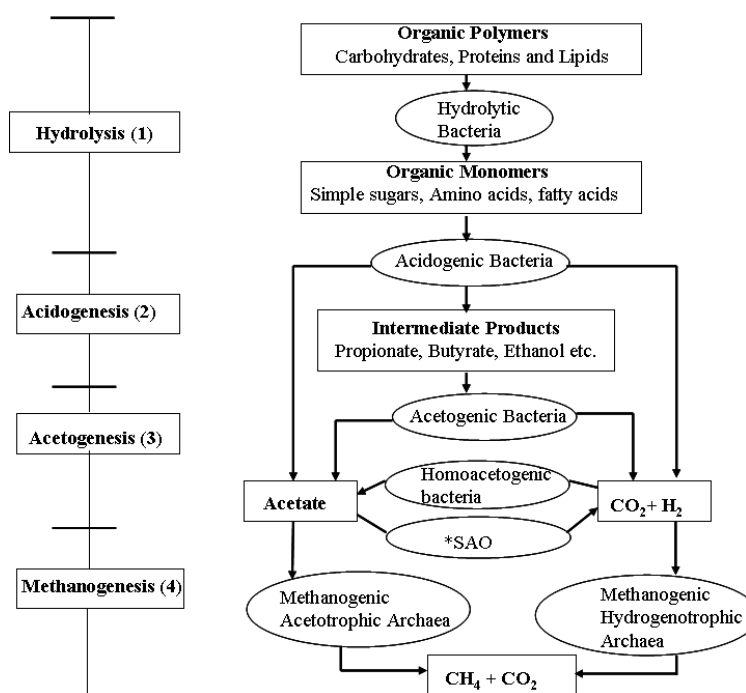 Organic Polymers
Carbohydrates, Proteins and Lipids
Hydrolytic
Bacteria
Hydrolysis (1)
Organic Monomers
Simple sugars, Amino acids, fatty acids
Acidogenic Bacteria
Acidogenesis (2)
Intermediate Products
Propionate, Butyrate, Ethanol etc.
Acetogenic Bacteria
Acetogenesis (3)
Homoacetogenic
bacteria
Acetate
CO₂+ H₂
*SAO
Methanogenesis (4)
Methanogenic
Acetotrophic Archaea
Methanogenic
Hydrogenotrophic
Archaea
CH₄ + CO₂